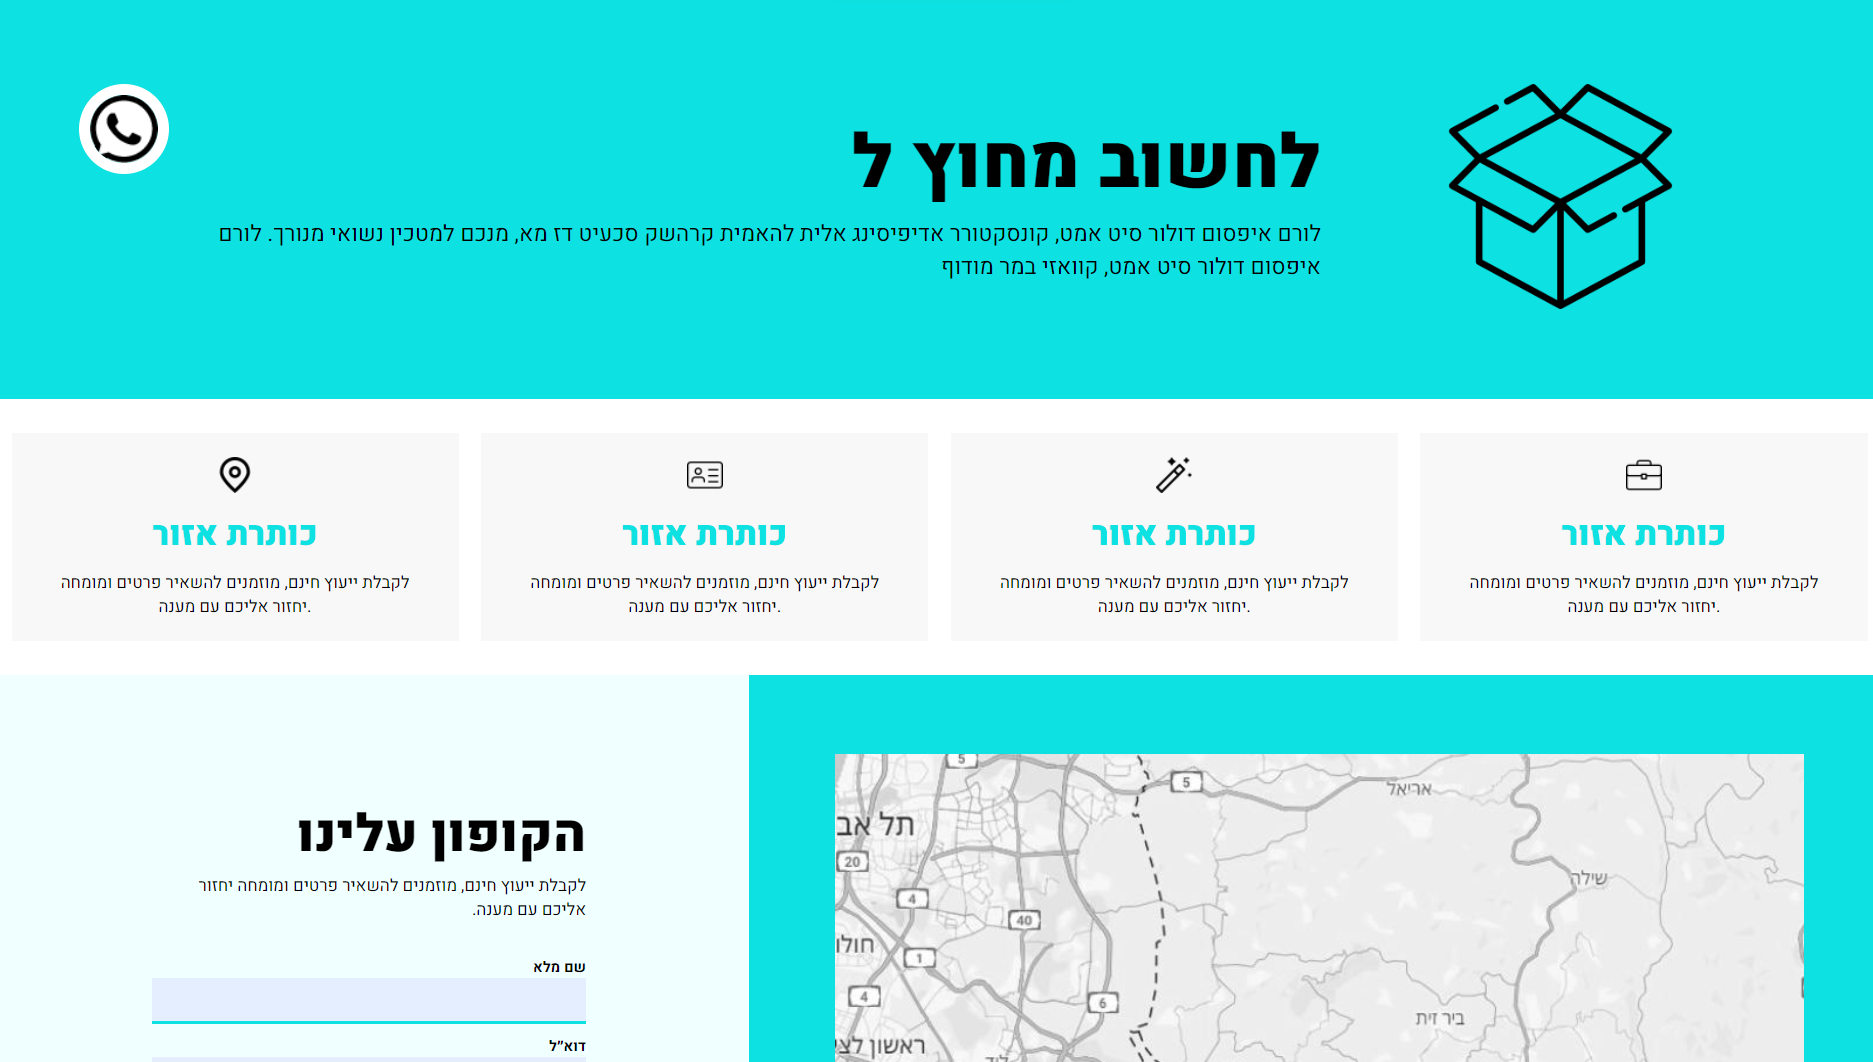 לחשוב מחוץ ל
לורם איפסום דולור סיט אמט, קונסקטורר אדיפיסינג אלית להאמית קרהשק סכעיט דז מא, מנכם למטכין נשואי מנורך. לורם
איפסום דולור סיט אמט, קוואזי במר מודוף
כותרת אזור
לקבלת ייעוץ חינם, מוזמנים להשאיר פרטים ומומחה
יחזור אליכם עם מענה.
כותרת אזור
לקבלת ייעוץ חינם, מוזמנים להשאיר פרטים ומומחה
יחזור אליכם עם מענה.
כותרת אזור
לקבלת ייעוץ חינם, מוזמנים להשאיר פרטים ומומחה
יחזור אליכם עם מענה.
כותרת אזור
לקבלת ייעוץ חינם, מוזמנים להשאיר פרטים ומומחה
יחזור אליכם עם מענה.
5
5
אריאל
תל אב
20
שילה
4
40
חולו
1
4
6
ביר זית
ראשון לצי
הקופון עלינו
לקבלת ייעוץ חינם, מוזמנים להשאיר פרטים ומומחה יחזור
אליכם עם מענה.
שם מלא
דוא"ל